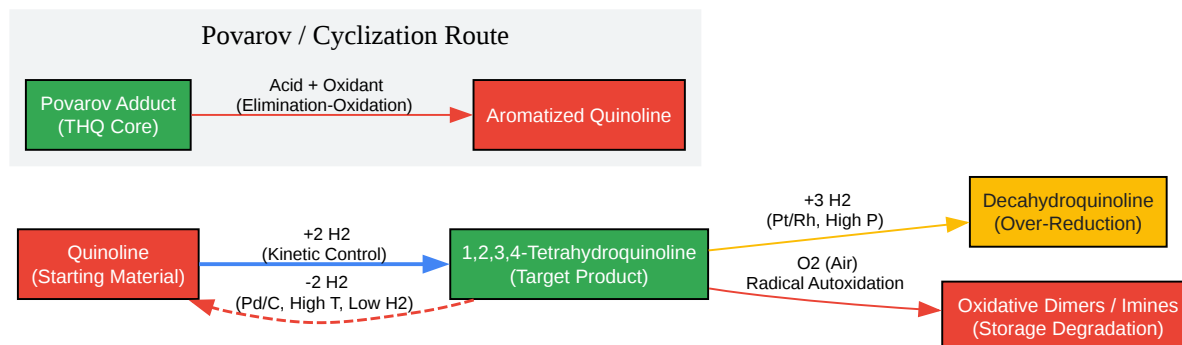 Povarov / Cyclization Route
Povarov Adduct
(THQ Core)
Acid + Oxidant
(Elimination-Oxidation)
Aromatized Quinoline
Quinoline
(Starting Material)
+2 H2
(Kinetic Control)
-2 H2
(Pd/C, High T, Low H2)
1,2,3,4-Tetrahydroquinoline
(Target Product)
+3 H2
(Pt/Rh, High P)
Decahydroquinoline
(Over-Reduction)
O2 (Air)
Radical Autoxidation
Oxidative Dimers / Imines
(Storage Degradation)